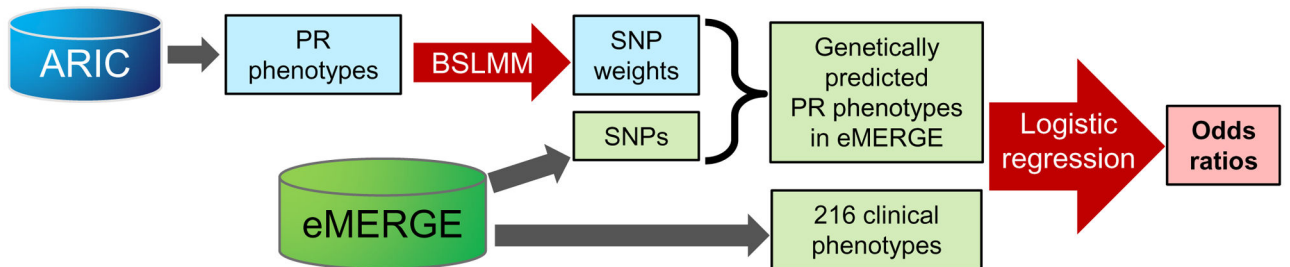 ARIC
PR
phenotypes
BSLMM
SNP
weights
SNPs
Genetically
predicted
PR phenotypes
in eMERGE
Logistic
regression
Odds
ratios
eMERGE
216 clinical
phenotypes